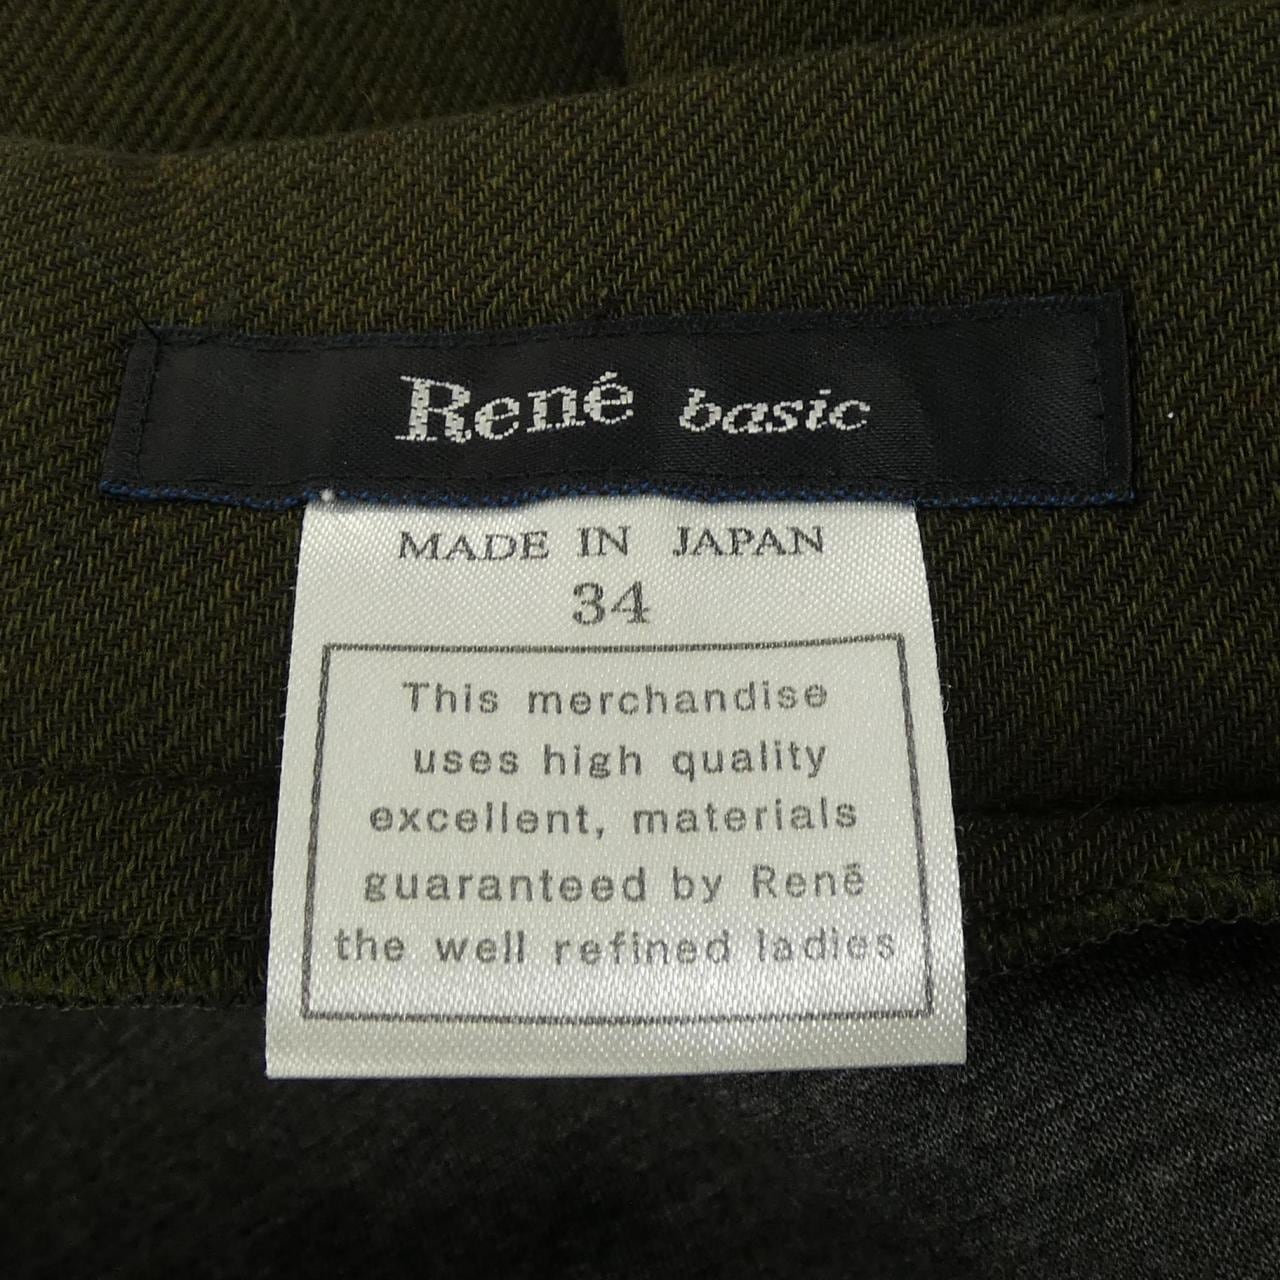 René basic
MADE IN JAPAN
34
This merchandise
uses high quality
excellent, materials
guaranteed by René
the well refined ladies